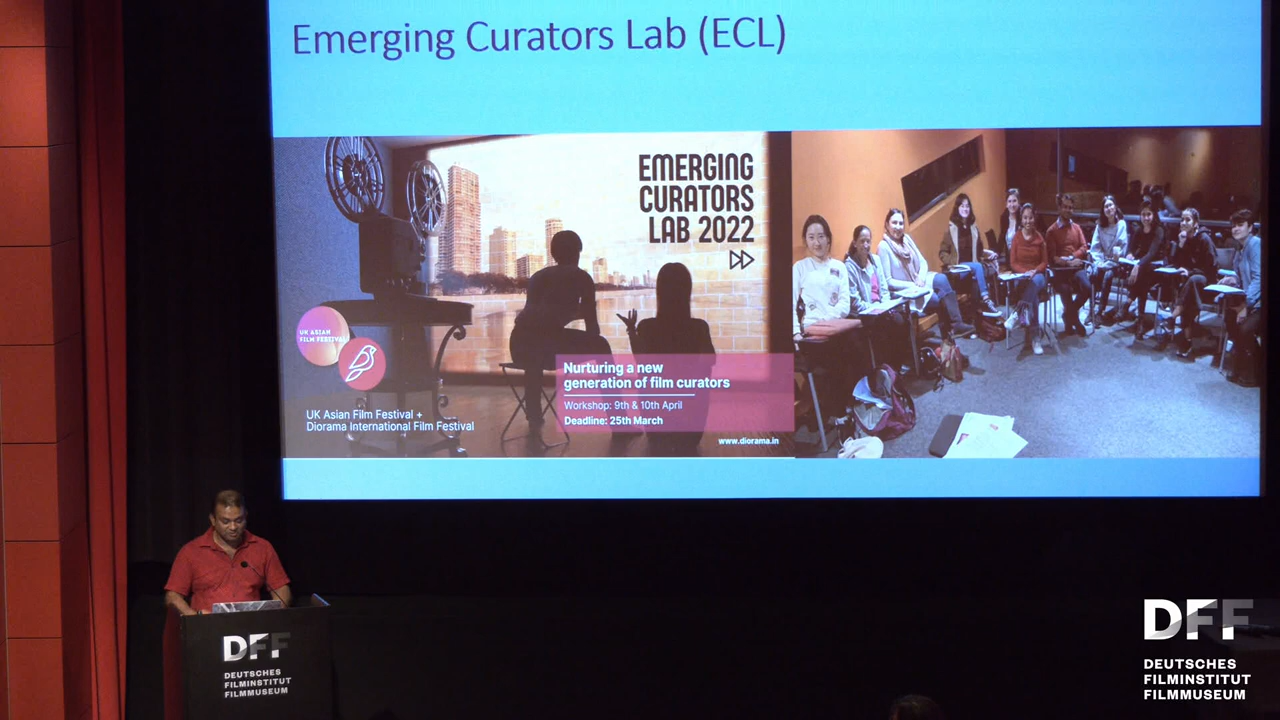 Emerging Curators Lab (ECL)
EMERGING
CURATORS
LAB 2022
UK ASIAN
FILM FESTIVAL
Nurturing a new
generation of film curators
Workshop: 9th & 10th April
Deadline: 25th March
UK Asian Film Festival +
Diorama International Film Festival
www.diorama.in
DFF
DEUTSCHES
FILMINSTITUT
FILMMUSEUM
DFF
DEUTSCHES
FILMINSTITUT
FILMMUSEUM